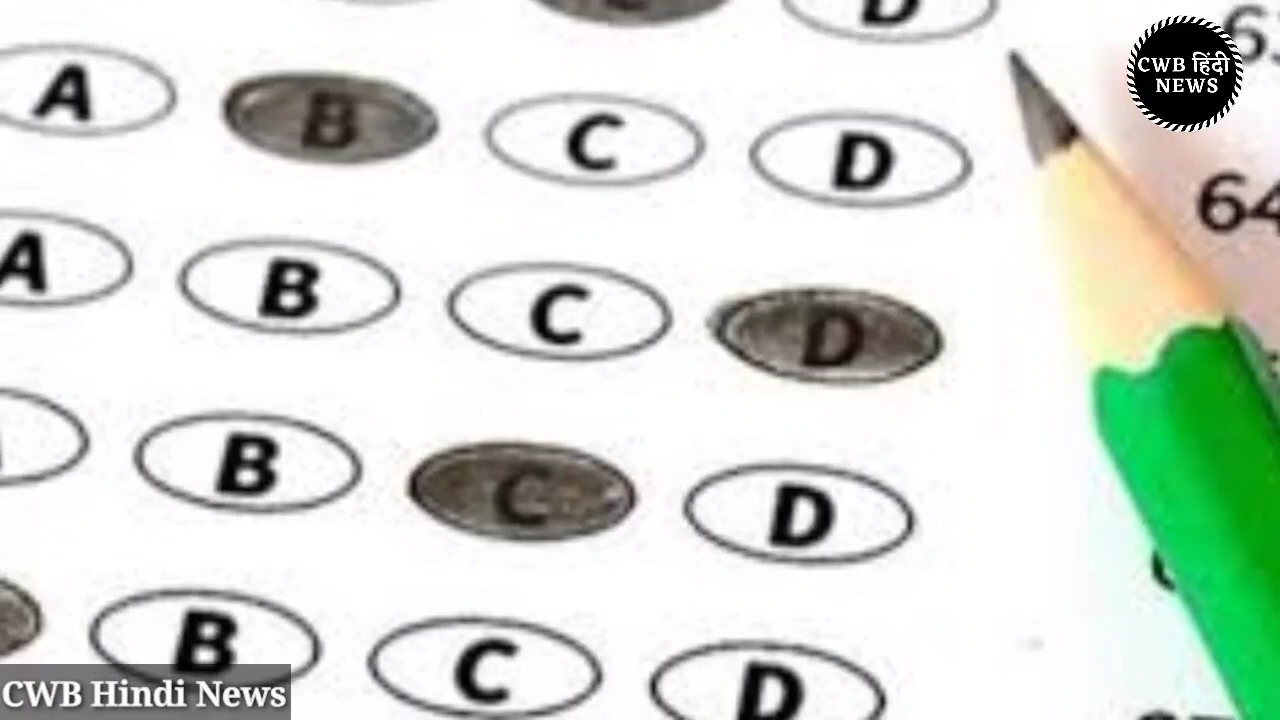 C D
CWB हिंदी
NEWS
A B C D
64
A B C D
B C D
B C D
CWB Hindi News